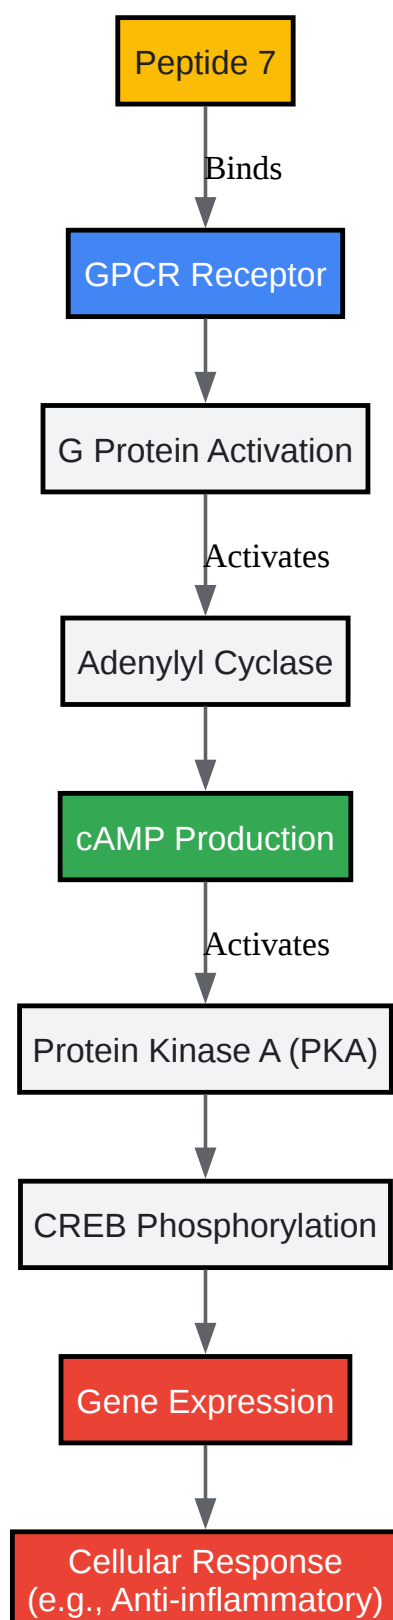 Peptide 7
Binds
GPCR Receptor
G Protein Activation
Activates
Adenylyl Cyclase
cAMP Production
Activates
Protein Kinase A (PKA)
CREB Phosphorylation
Gene Expression
Cellular Response
(e.g., Anti-inflammatory)